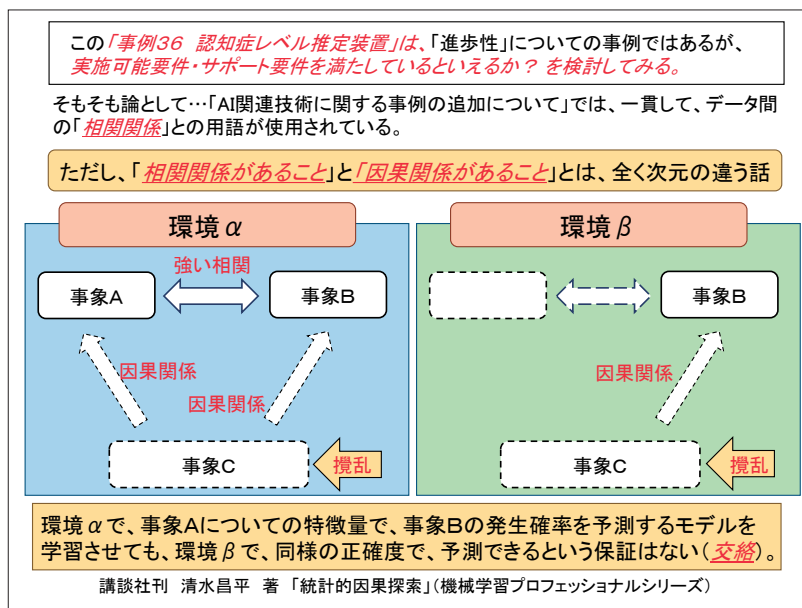 この「事例36 認知症レベル推定装置」は、「進歩性」についての事例ではあるが、
実施可能要件・サポート要件を満たしているといえるか? を検討してみる。
そもそも論として…「AI関連技術に関する事例の追加について」では、一貫して、データ間
の「相関関係」との用語が使用されている。
ただし、「相関関係があること」と「因果関係があること」とは、全く次元の違う話
環境α
強い相関
事象A
事象B
因果関係
因果関係
事象C
攪乱
環境β
事象B
因果関係
事象C
攪乱
環境αで、事象Aについての特徴量で、事象Bの発生確率を予測するモデルを
学習させても、環境βで、同様の正確度で、予測できるという保証はない(交絡)。
講談社刊 清水昌平 著 「統計的因果探索」(機械学習プロフェッショナルシリーズ)